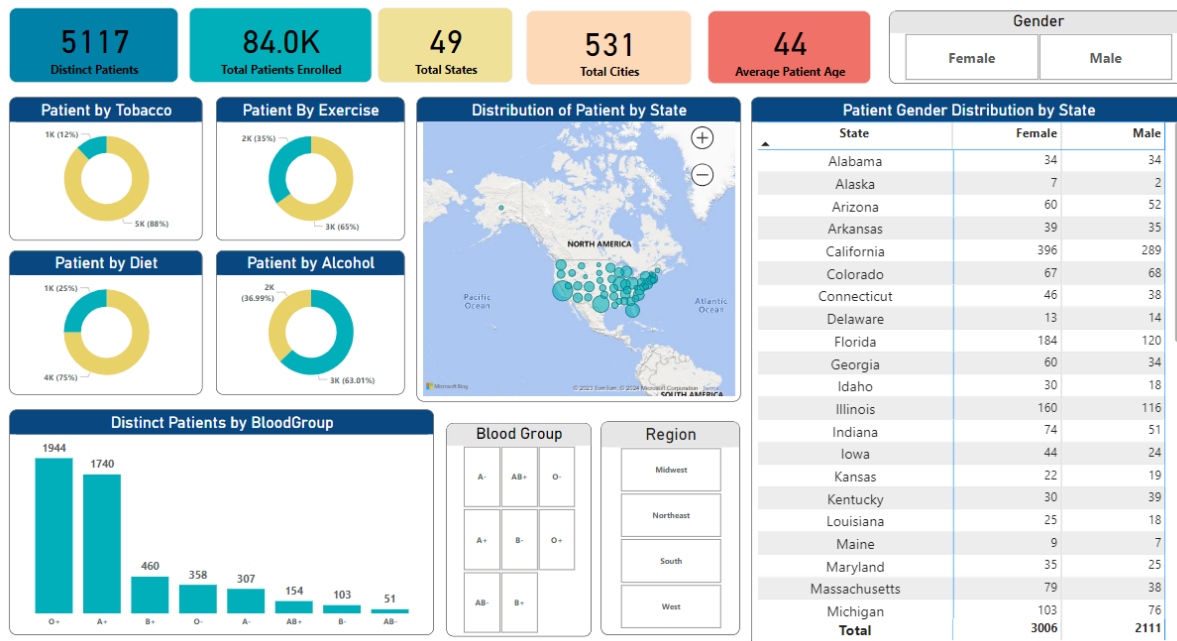 5117
Distinct Patients
84.0K
Total Patients Enrolled
49
Total States
531
Total Cities
44
Average Patient Age
Gender
Female
Male
Patient by Tobacco
1K (12%)
5K (88%)
Patient By Exercise
2K (35%)
3K (65%)
Patient by Diet
1K (25%)
4K (75%)
Patient by Alcohol
2K
(36.99%)
3K (63.01%)
Distribution of Patient by State
NORTH AMERICA
Pacific
Ocean
Atlantic
Ocean
Microsoft Bing
© 2023 TomTom, © 2024 Microsoft Corporation Terms
SOUTH AMERICA
Patient Gender Distribution by State
State Female Male
Alabama 34 34
Alaska 7 2
Arizona 60 52
Arkansas 39 35
California 396 289
Colorado 67 68
Connecticut 46 38
Delaware 13 14
Florida 184 120
Georgia 60 34
Idaho 30 18
Illinois 160 116
Indiana 74 51
Iowa 44 24
Kansas 22 19
Kentucky 30 39
Louisiana 25 18
Maine 9 7
Maryland 35 25
Massachusetts 79 38
Michigan 103 76
Total 3006 2111
Distinct Patients by BloodGroup
1944
1740
460
358
307
154
103
51
O+ A+ B+ O- A- AB+ B- AB-
Blood Group
A- AB+ O-
A+ B- O+
AB- B+
Region
Midwest
Northeast
South
West